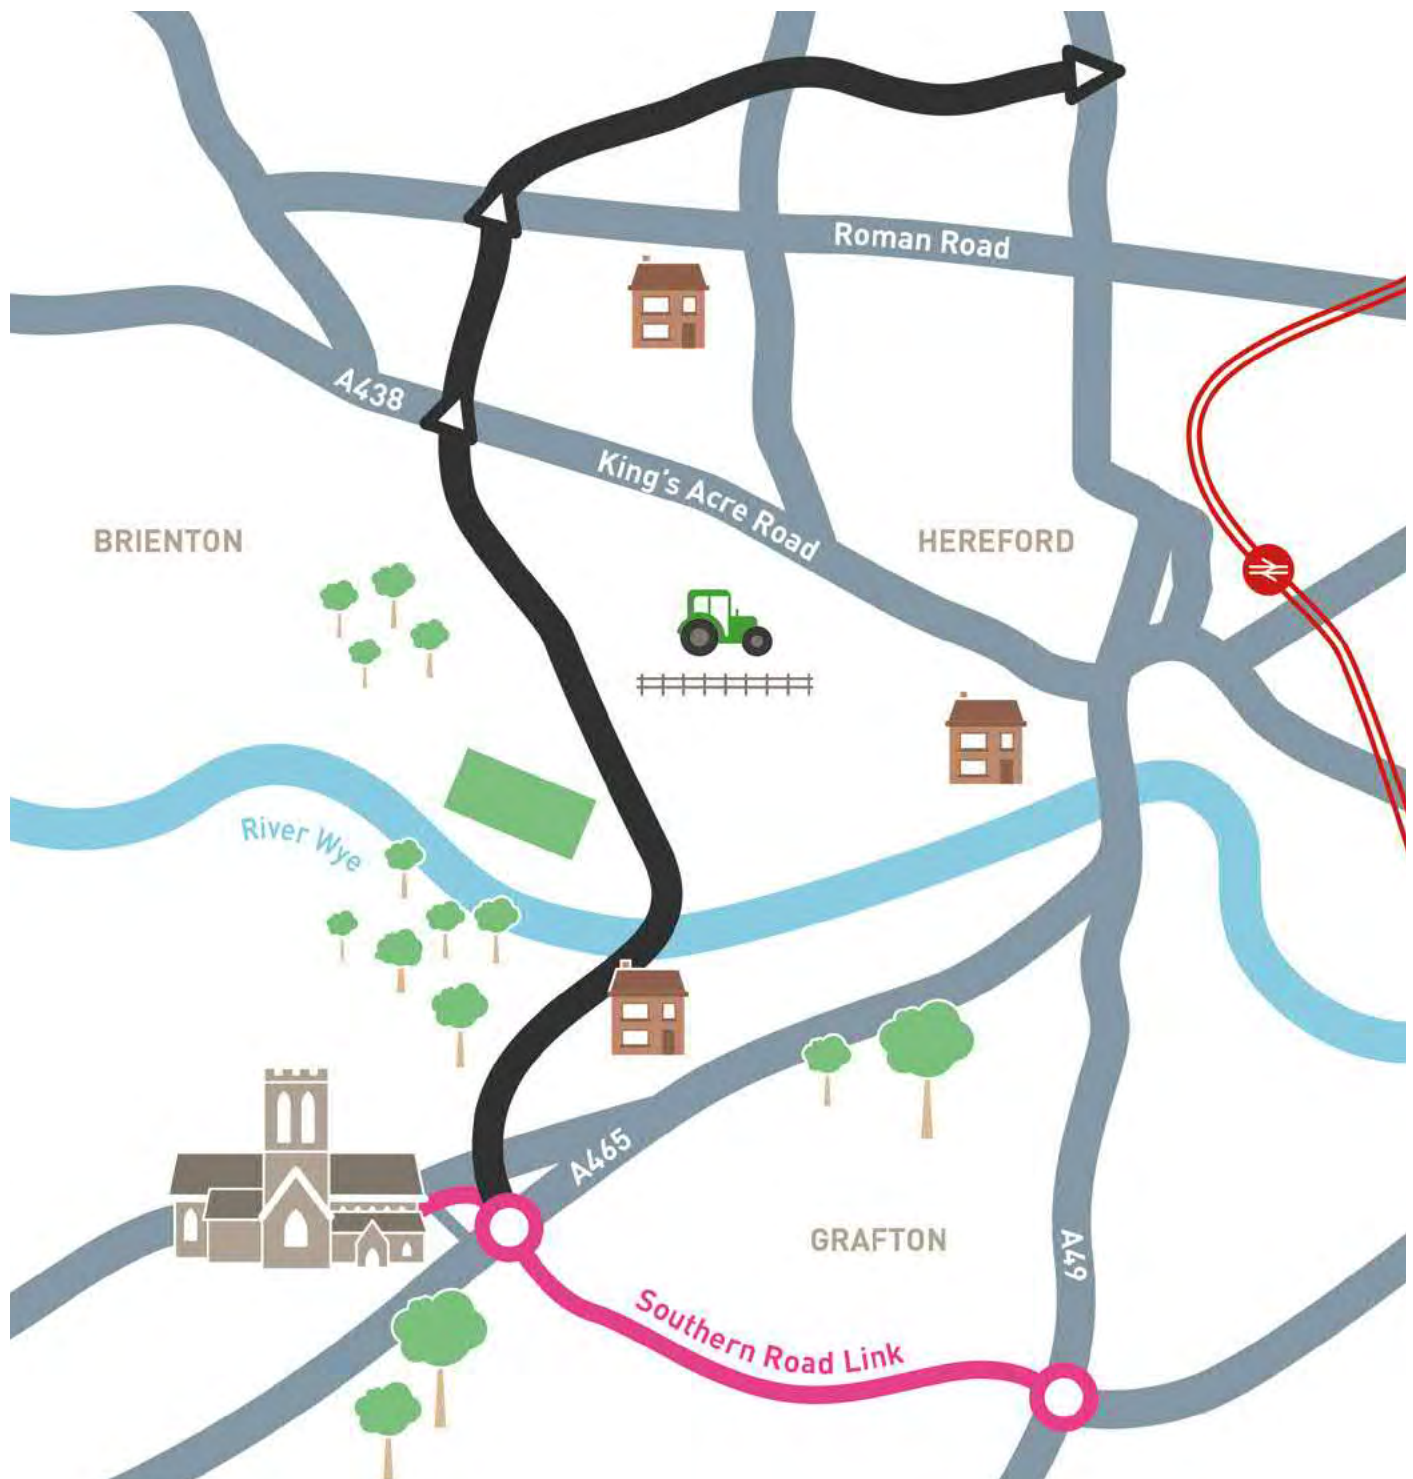 Roman Road
A438
King's Acre Road
BRIENTON
HEREFORD
River Wye
A465
GRAFTON
A49
Southern Road Link